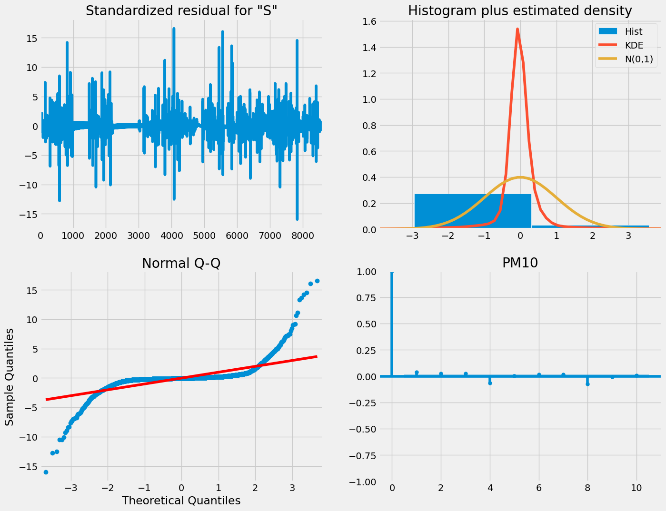 Standardized residual for "S"
15
10
5
0
−5
−10
−15
0 1000 2000 3000 4000 5000 6000 7000 8000
Histogram plus estimated density
1.6
1.4
1.2
1.0
0.8
0.6
0.4
0.2
0.0
Hist
KDE
N(0,1)
−3 −2 −1 0 1 2 3
Normal Q-Q
Sample Quantiles
15
10
5
0
−5
−10
−15
−3 −2 −1 0 1 2 3
Theoretical Quantiles
PM10
1.00
0.75
0.50
0.25
0.00
−0.25
−0.50
−0.75
−1.00
0 2 4 6 8 10